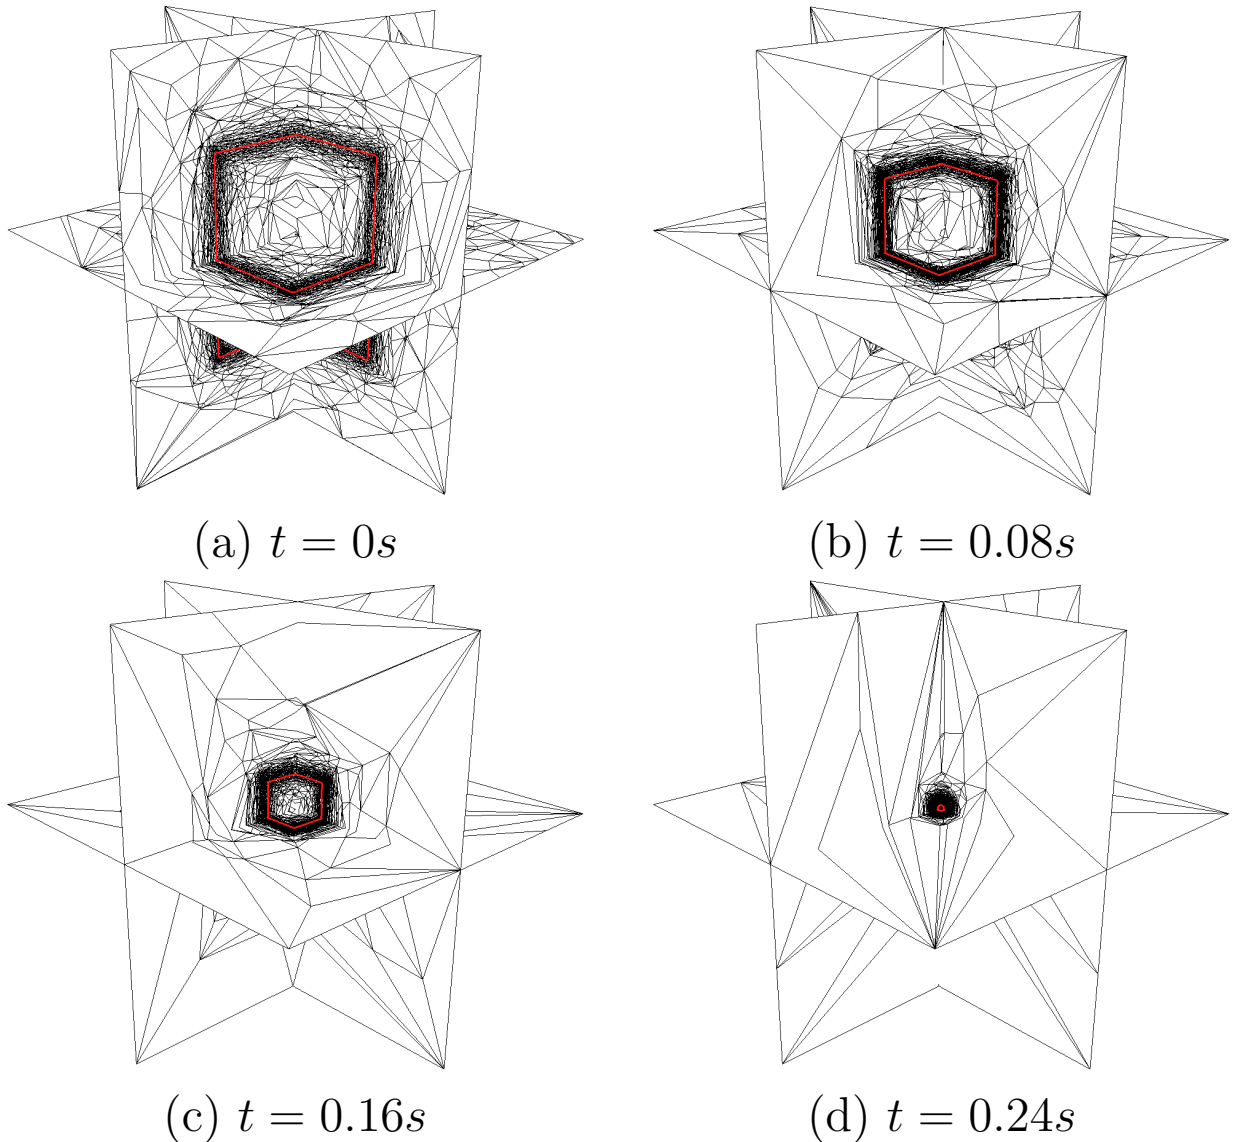 (a) t = 0s
(b) t = 0.08s
(c) t = 0.16s
(d) t = 0.24s